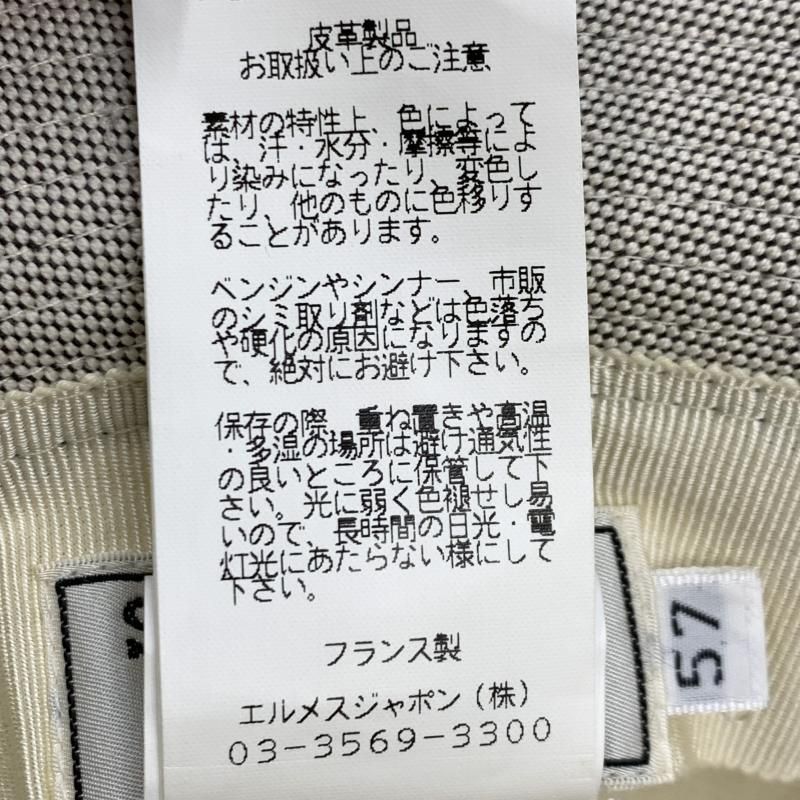 皮革製品
お取扱い上のご注意
素材の特性上、色によって
は、汗・水分・摩擦等によ
り染みになったり、変色し
たり、他のものに色移りす
ることがあります。
ベンジンやシンナー、市販
のシミ取り剤などは色落ち
や硬化の原因になりますの
で、絶対にお避け下さい。
保存の際、重ね置きや高温
・多湿の場所は避け通気性
の良いところに保管して下
さい。光に弱く色褪せし易
いので、長時間の日光・電
灯光にあたらない様にして
下さい。
フランス製
エルメスジャポン(株)
03-3569-3300
57